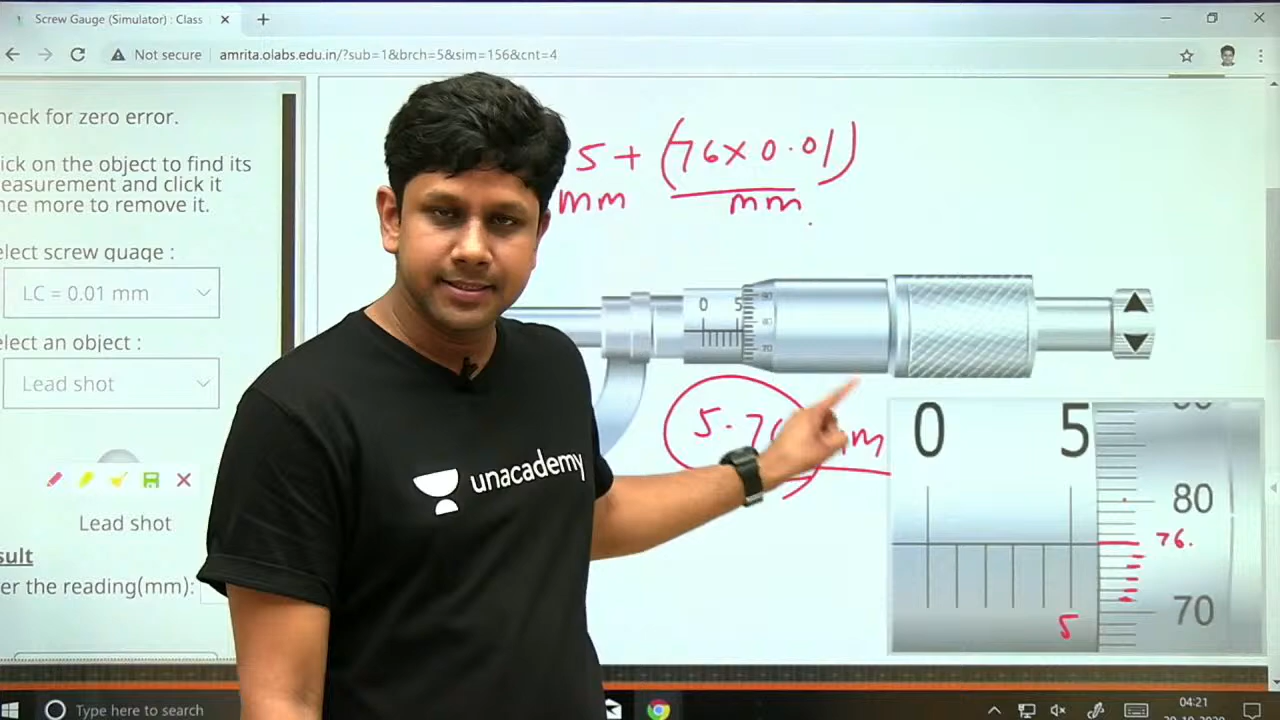 Screw Gauge (Simulator) : Class
Not secure
amrita.olabs.edu.in/?sub=1&brch=5&sim=156&cnt=4
heck for zero error.
ick on the object to find its
easurement and click it
nce more to remove it.
elect screw guage :
LC = 0.01 mm
elect an object :
Lead shot
Lead shot
sult
er the reading(mm):
5 + (76 x 0.01)
mm mm.
0 5
80
70
5.7
m
0 5
80
76.
70
5
unacademy
Type here to search
04:21